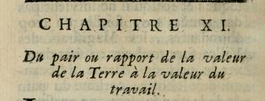 CHAPITRE XI.
Du pair ou rapport de la valeur
de la Terre à la valeur du
travail.